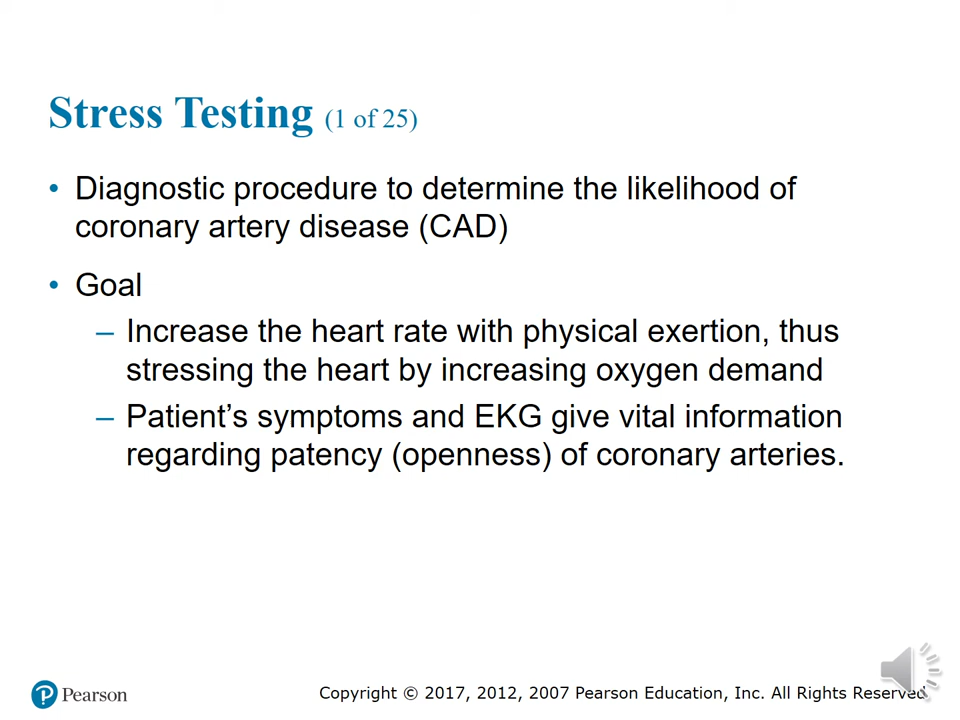 Stress Testing (1 of 25)
• Diagnostic procedure to determine the likelihood of
coronary artery disease (CAD)
• Goal
– Increase the heart rate with physical exertion, thus
stressing the heart by increasing oxygen demand
– Patient’s symptoms and EKG give vital information
regarding patency (openness) of coronary arteries.
P Pearson
Copyright © 2017, 2012, 2007 Pearson Education, Inc. All Rights Reserved